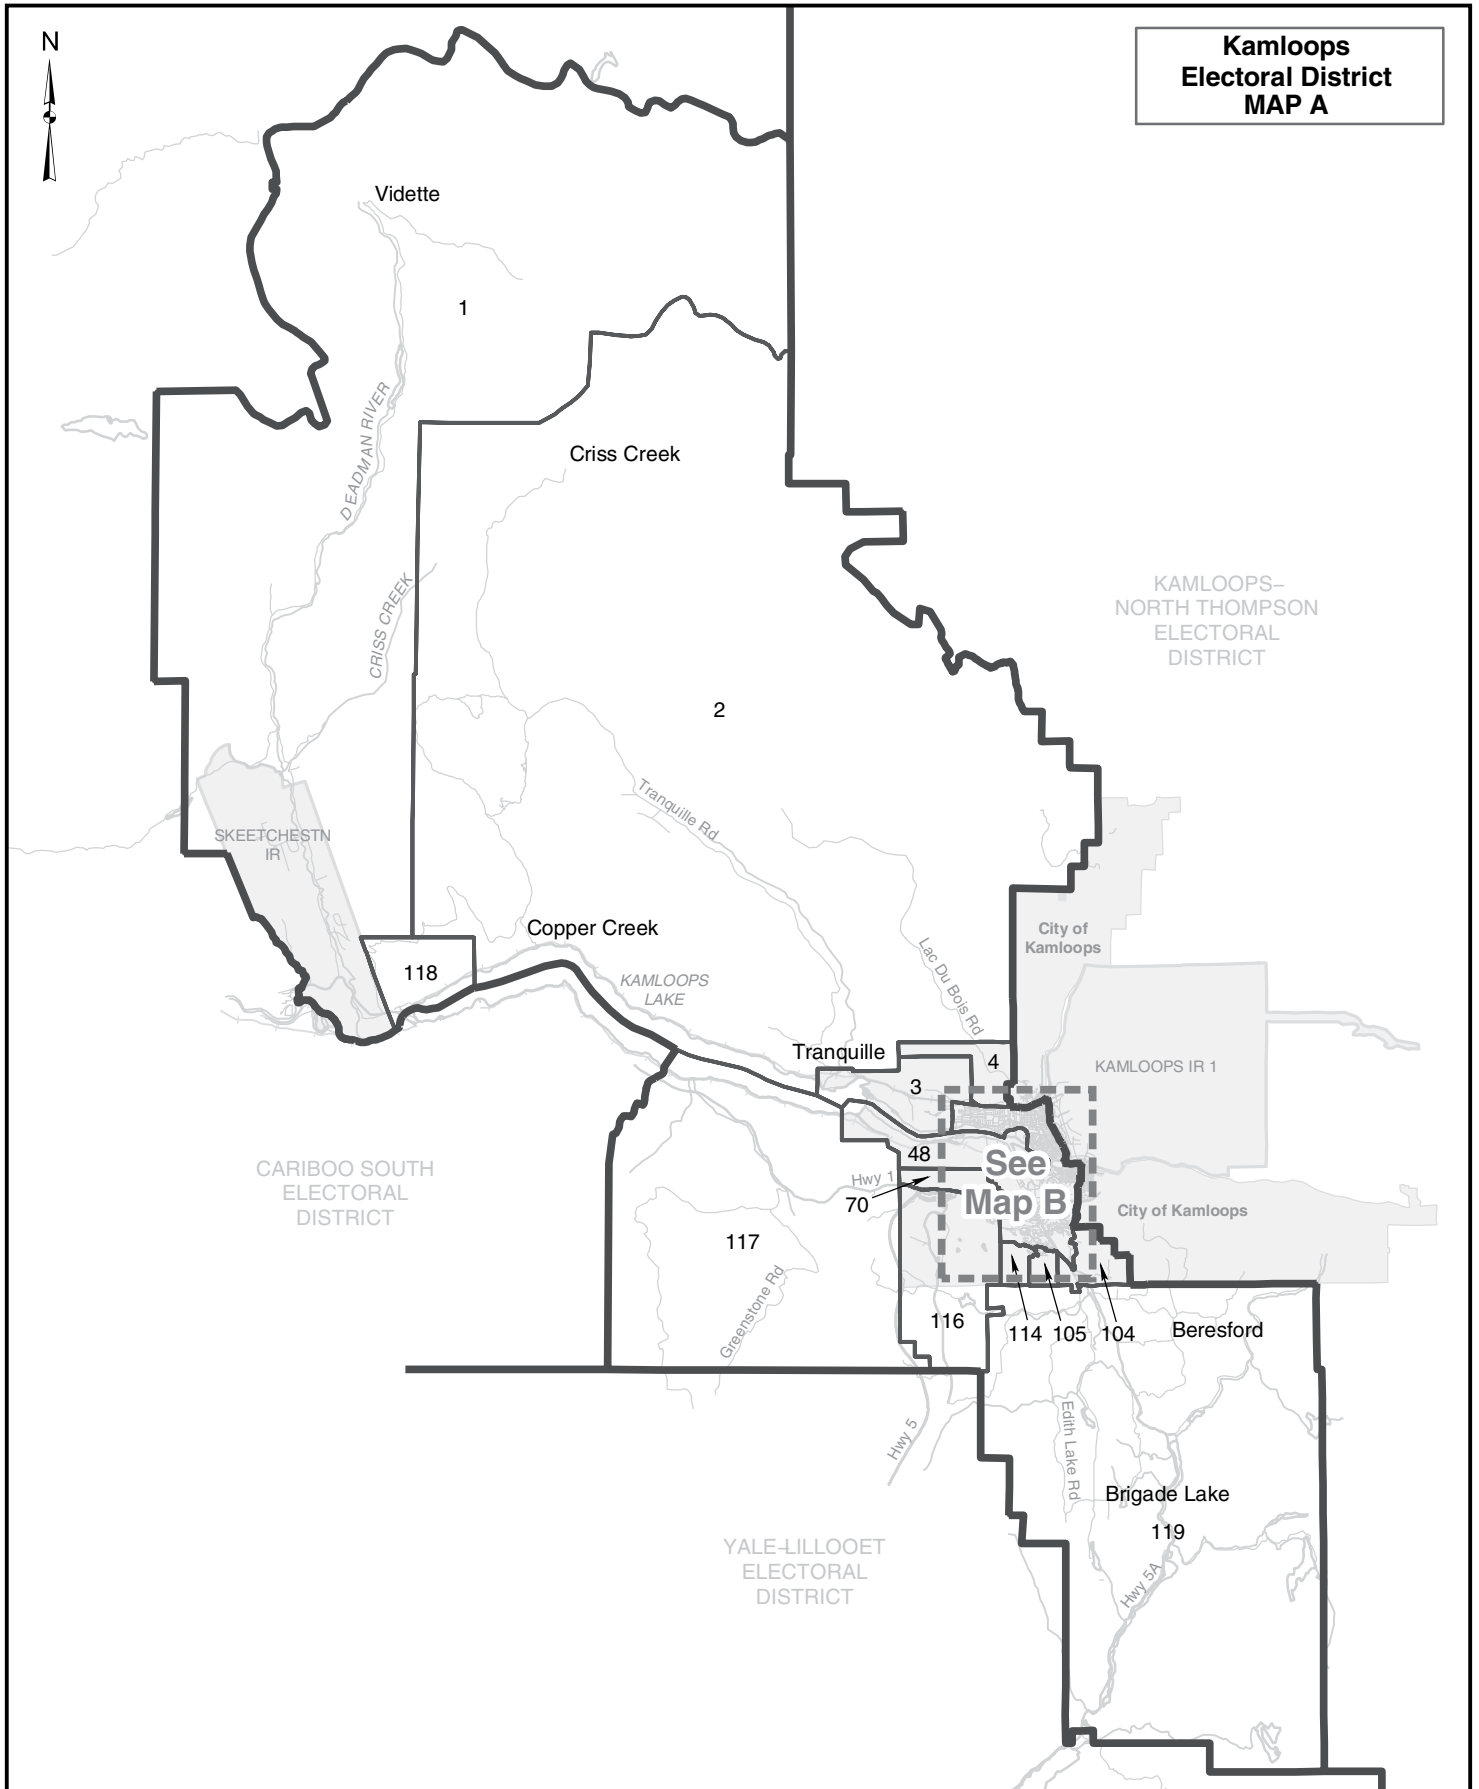 N
Kamloops
Electoral District
MAP A
Vidette
1
DEADMAN RIVER
Criss Creek
CRISS CREEK
KAMLOOPS–
NORTH THOMPSON
ELECTORAL
DISTRICT
2
Tranquille Rd
SKEETCHESTN
IR
Copper Creek
City of
Kamloops
118
KAMLOOPS
LAKE
Lac Du Bois Rd
Tranquille
4
3
KAMLOOPS IR 1
48
See
Map B
Hwy 1
70
CARIBOO SOUTH
ELECTORAL
DISTRICT
City of Kamloops
117
Greenstone Rd
116
114
105
104
Beresford
Hwy 5
Edith Lake Rd
Brigade Lake
119
YALE–LILLOOET
ELECTORAL
DISTRICT
Hwy 5A